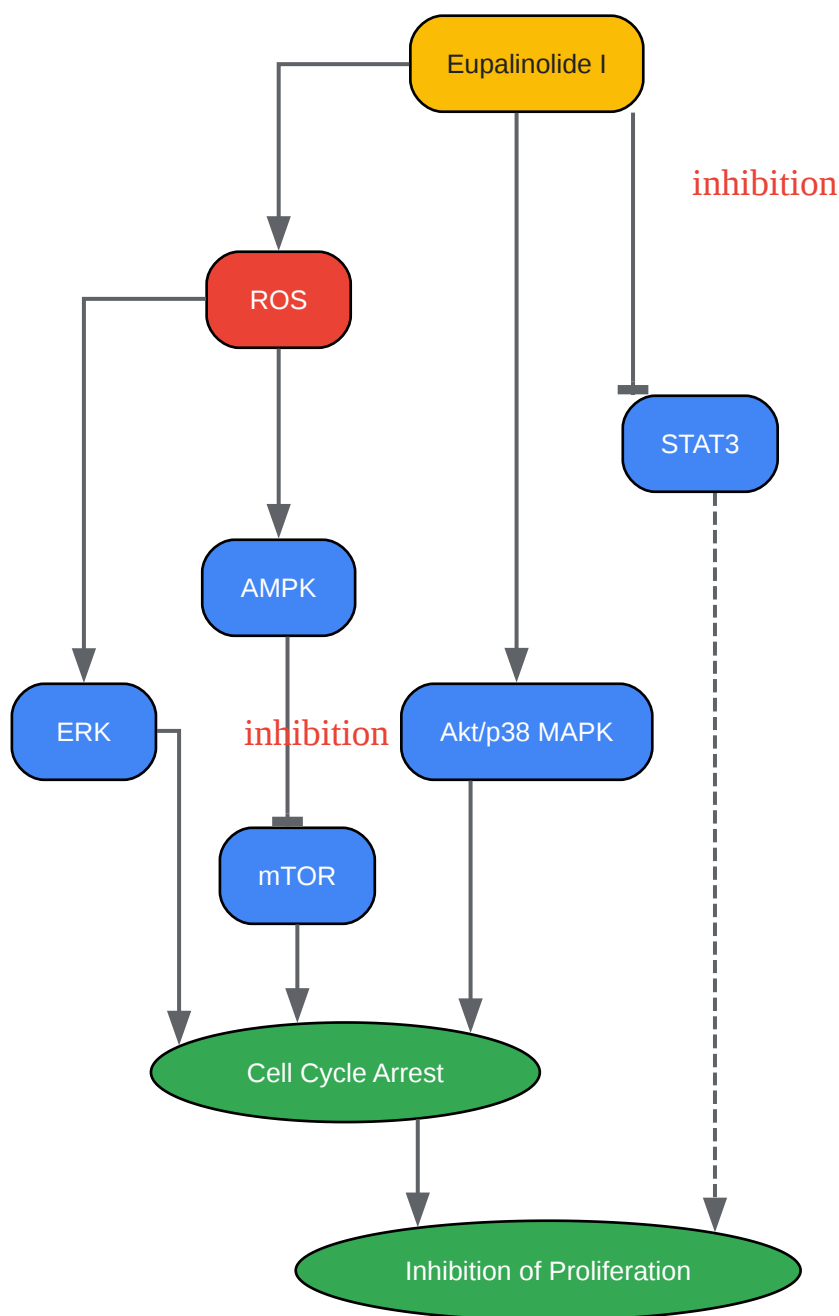 Eupalinolide I
inhibition
ROS
STAT3
AMPK
ERK
inhibition
Akt/p38 MAPK
mTOR
Cell Cycle Arrest
Inhibition of Proliferation